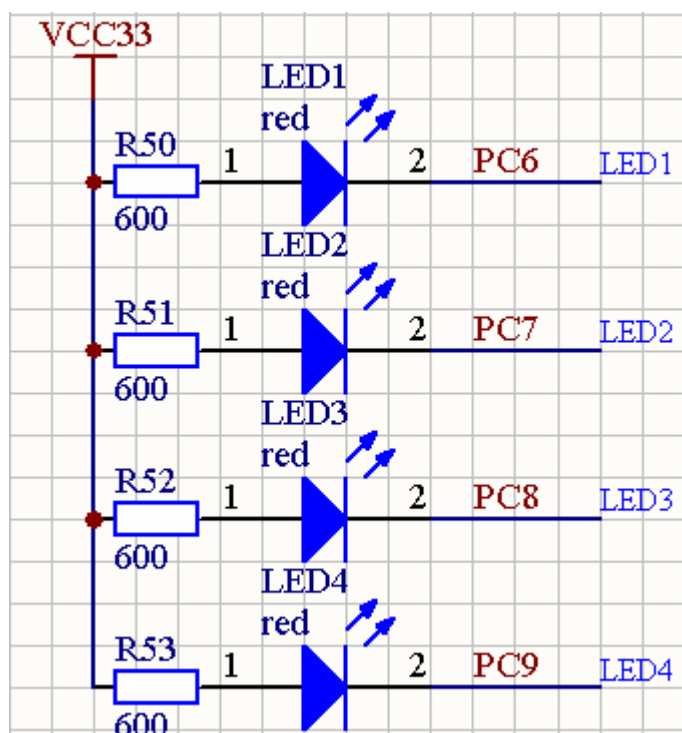 VCC33
LED1
red
R50 1 2 PC6 LED1
600
LED2
red
R51 1 2 PC7 LED2
600
LED3
red
R52 1 2 PC8 LED3
600
LED4
red
R53 1 2 PC9 LED4
600